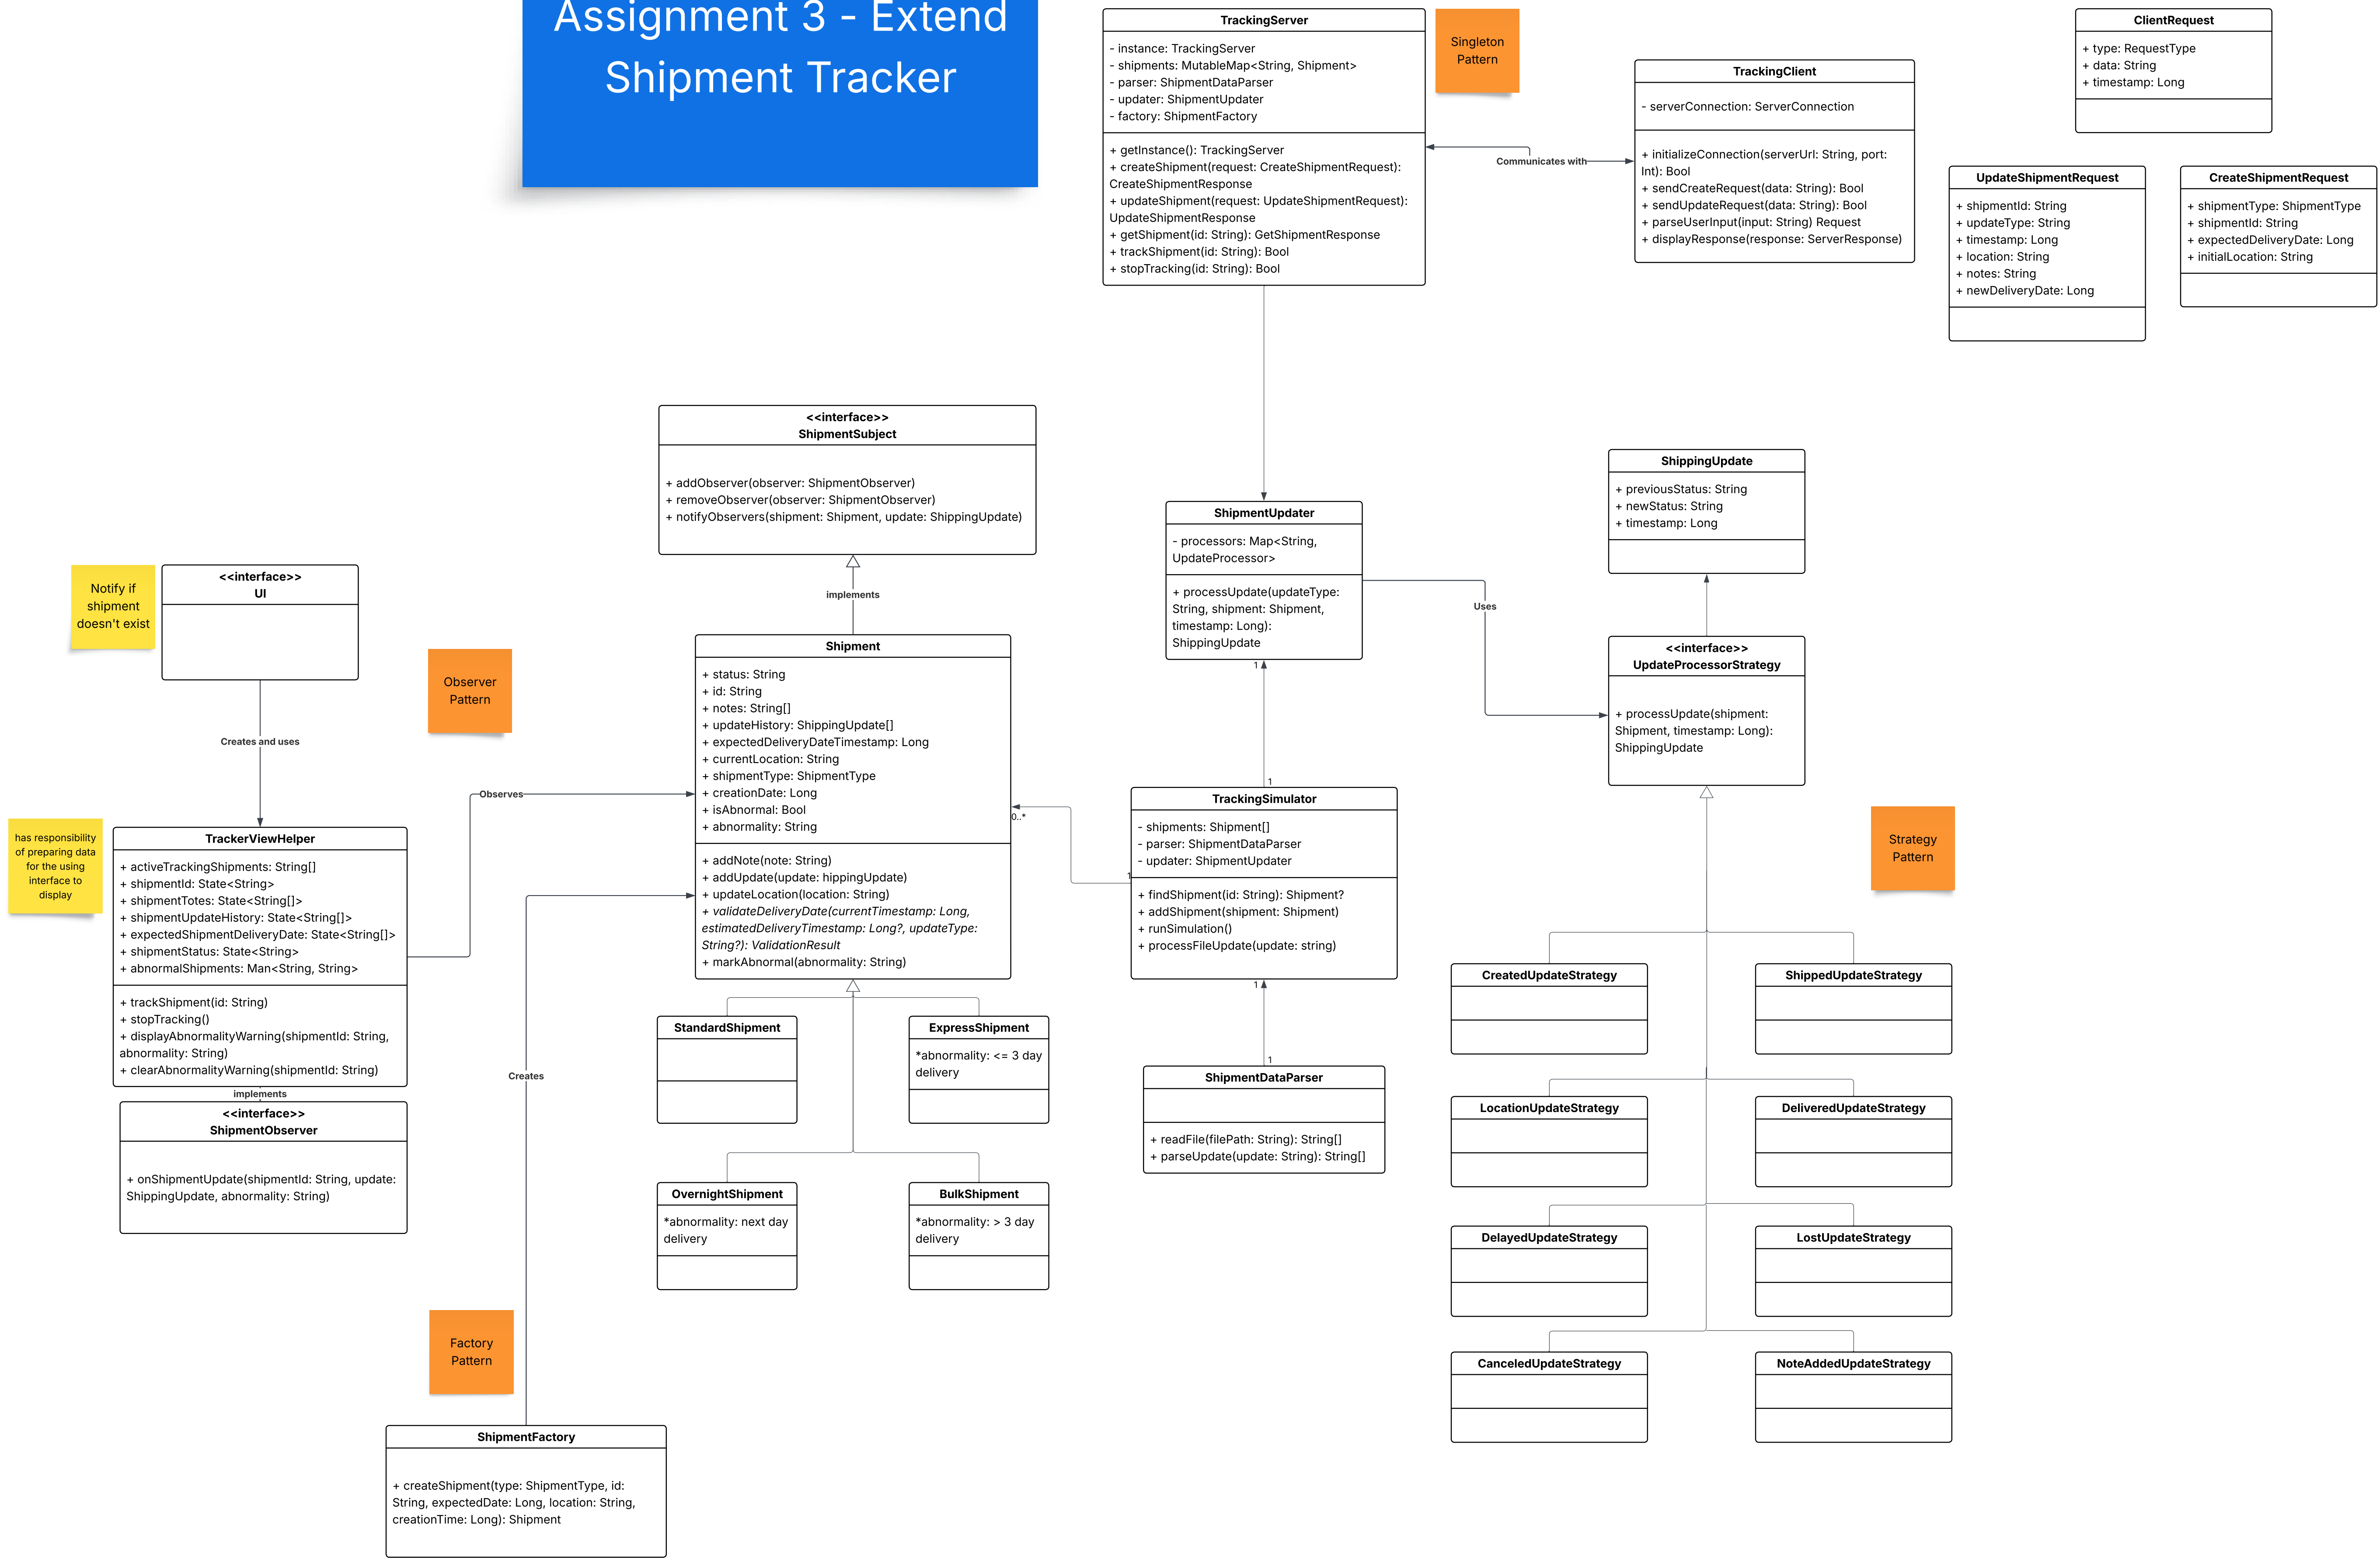 Assignment 3 - Extend
Shipment Tracker
TrackingServer
- instance: TrackingServer
- shipments: MutableMap<String, Shipment>
- parser: ShipmentDataParser
- updater: ShipmentUpdater
- factory: ShipmentFactory
+ getInstance(): TrackingServer
+ createShipment(request: CreateShipmentRequest):
CreateShipmentResponse
+ updateShipment(request: UpdateShipmentRequest):
UpdateShipmentResponse
+ getShipment(id: String): GetShipmentResponse
+ trackShipment(id: String): Bool
+ stopTracking(id: String): Bool
Singleton
Pattern
Communicates with
TrackingClient
- serverConnection: ServerConnection
+ initializeConnection(serverUrl: String, port:
Int): Bool
+ sendCreateRequest(data: String): Bool
+ sendUpdateRequest(data: String): Bool
+ parseUserInput(input: String) Request
+ displayResponse(response: ServerResponse)
ClientRequest
+ type: RequestType
+ data: String
+ timestamp: Long
UpdateShipmentRequest
+ shipmentId: String
+ updateType: String
+ timestamp: Long
+ location: String
+ notes: String
+ newDeliveryDate: Long
CreateShipmentRequest
+ shipmentType: ShipmentType
+ shipmentId: String
+ expectedDeliveryDate: Long
+ initialLocation: String
<<interface>>
ShipmentSubject
+ addObserver(observer: ShipmentObserver)
+ removeObserver(observer: ShipmentObserver)
+ notifyObservers(shipment: Shipment, update: ShippingUpdate)
implements
ShipmentUpdater
- processors: Map<String,
UpdateProcessor>
+ processUpdate(updateType:
String, shipment: Shipment,
timestamp: Long):
ShippingUpdate
Uses
ShippingUpdate
+ previousStatus: String
+ newStatus: String
+ timestamp: Long
<<interface>>
UpdateProcessorStrategy
+ processUpdate(shipment:
Shipment, timestamp: Long):
ShippingUpdate
Notify if
shipment
doesn't exist
<<interface>>
UI
Creates and uses
Observer
Pattern
Observes
Shipment
+ status: String
+ id: String
+ notes: String[]
+ updateHistory: ShippingUpdate[]
+ expectedDeliveryDateTimestamp: Long
+ currentLocation: String
+ shipmentType: ShipmentType
+ creationDate: Long
+ isAbnormal: Bool
+ abnormality: String
+ addNote(note: String)
+ addUpdate(update: hippingUpdate)
+ updateLocation(location: String)
+ validateDeliveryDate(currentTimestamp: Long,
estimatedDeliveryTimestamp: Long?, updateType:
String?): ValidationResult
+ markAbnormal(abnormality: String)
0..*
1
1
1
TrackingSimulator
- shipments: Shipment[]
- parser: ShipmentDataParser
- updater: ShipmentUpdater
+ findShipment(id: String): Shipment?
+ addShipment(shipment: Shipment)
+ runSimulation()
+ processFileUpdate(update: string)
1
1
ShipmentDataParser
+ readFile(filePath: String): String[]
+ parseUpdate(update: String): String[]
Strategy
Pattern
has responsibility
of preparing data
for the using
interface to
display
TrackerViewHelper
+ activeTrackingShipments: String[]
+ shipmentId: State<String>
+ shipmentTotes: State<String[]>
+ shipmentUpdateHistory: State<String[]>
+ expectedShipmentDeliveryDate: State<String[]>
+ shipmentStatus: State<String>
+ abnormalShipments: Man<String, String>
+ trackShipment(id: String)
+ stopTracking()
+ displayAbnormalityWarning(shipmentId: String,
abnormality: String)
+ clearAbnormalityWarning(shipmentId: String)
implements
<<interface>>
ShipmentObserver
+ onShipmentUpdate(shipmentId: String, update:
ShippingUpdate, abnormality: String)
StandardShipment
ExpressShipment
*abnormality: <= 3 day
delivery
OvernightShipment
*abnormality: next day
delivery
BulkShipment
*abnormality: > 3 day
delivery
CreatedUpdateStrategy
ShippedUpdateStrategy
LocationUpdateStrategy
DeliveredUpdateStrategy
DelayedUpdateStrategy
LostUpdateStrategy
CanceledUpdateStrategy
NoteAddedUpdateStrategy
Creates
Factory
Pattern
ShipmentFactory
+ createShipment(type: ShipmentType, id:
String, expectedDate: Long, location: String,
creationTime: Long): Shipment